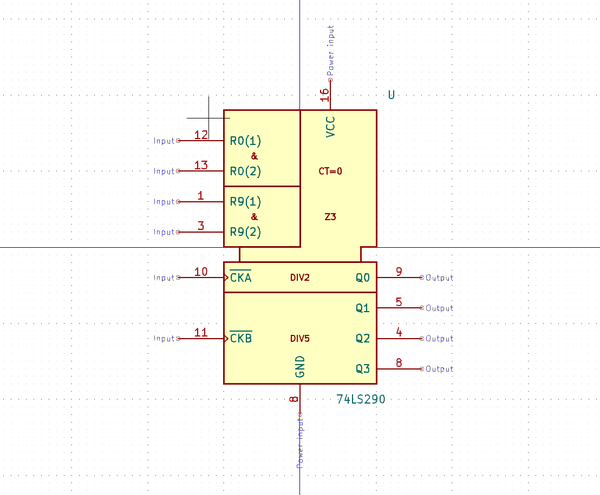 Power input
16
U
VCC
Input 12 R0(1)
&
Input 13 R0(2)
CT=0
Input 1 R9(1)
&
Z3
Input 3 R9(2)
Input 10 CKA DIV2 Q0 9 Output
Q1 5 Output
Input 11 CKB DIV5 Q2 4 Output
GND
Q3 8 Output
8
74LS290
Power input